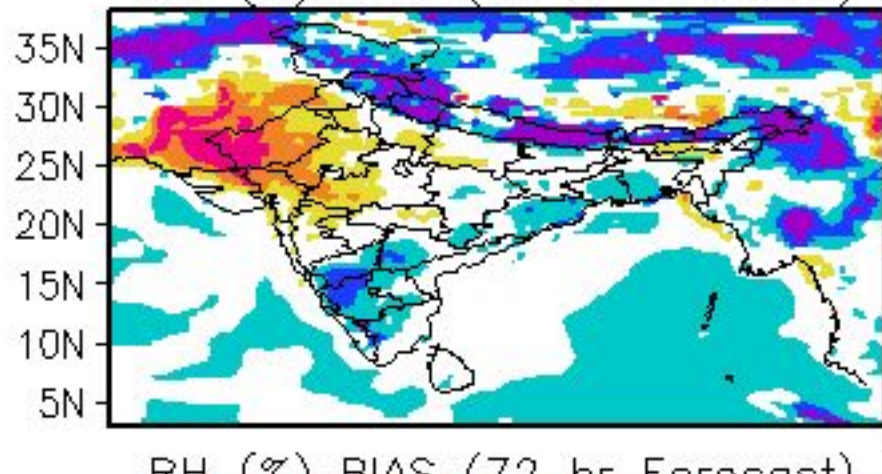 35N
30N
25N
20N
15N
10N
5N
RH (%) BIAS (72 hr Forecast)